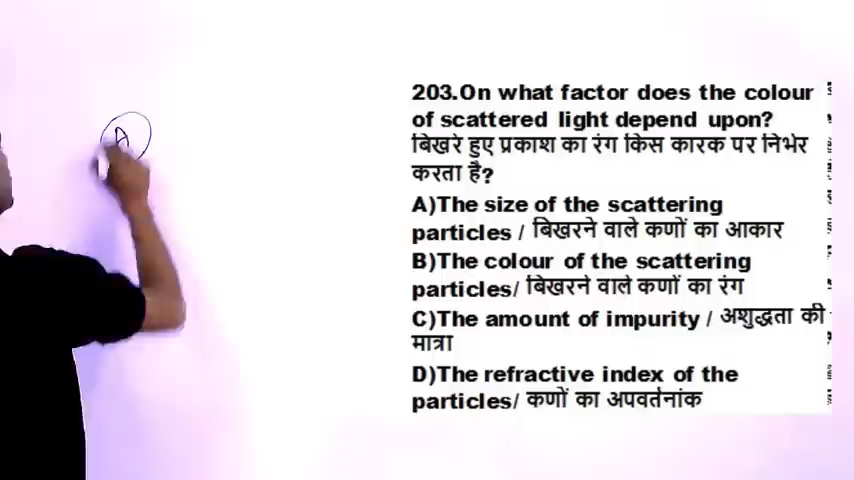 A
203.On what factor does the colour
of scattered light depend upon?
बिखरे हुए प्रकाश का रंग किस कारक पर निर्भर
करता है?
A)The size of the scattering
particles / बिखरने वाले कणों का आकार
B)The colour of the scattering
particles/ बिखरने वाले कणों का रंग
C)The amount of impurity / अशुद्धता की
मात्रा
D)The refractive index of the
particles/ कणों का अपवर्तनांक